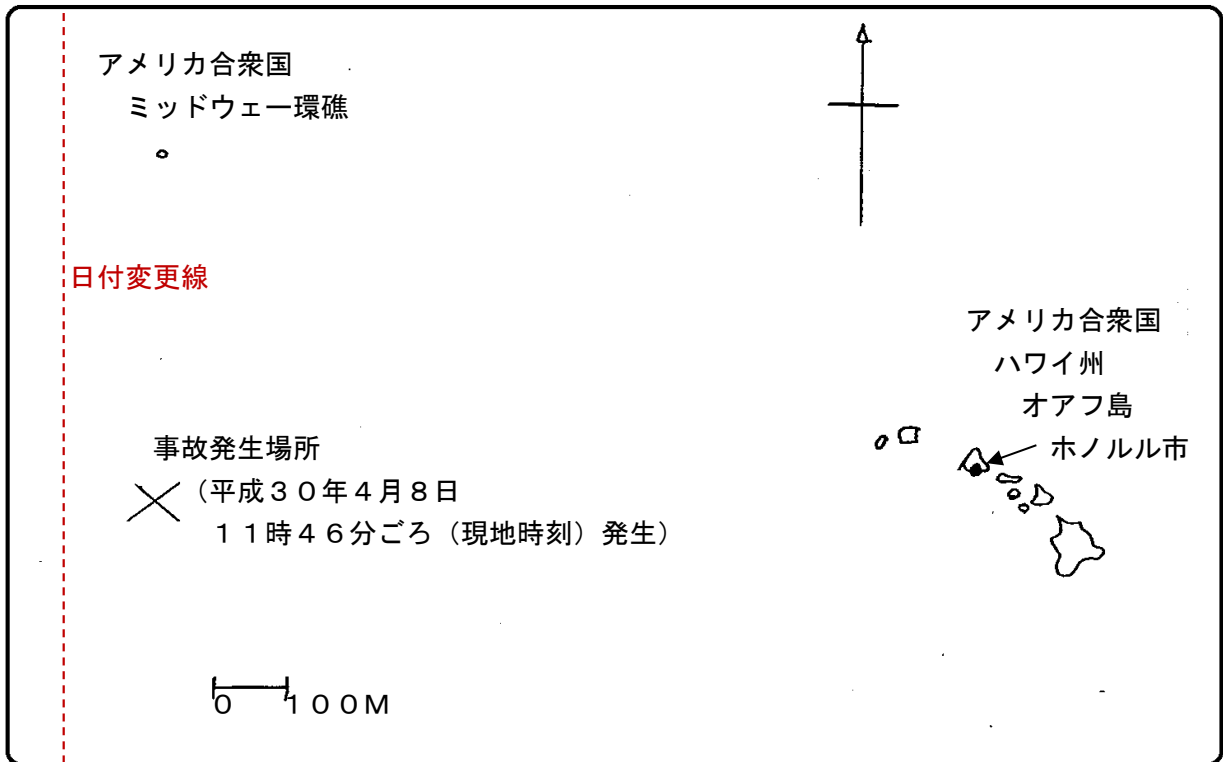 アメリカ合衆国
ミッドウェー環礁
日付変更線
アメリカ合衆国
ハワイ州
オアフ島
ホノルル市
事故発生場所
(平成30年4月8日
11時46分ごろ(現地時刻)発生)
0 100M